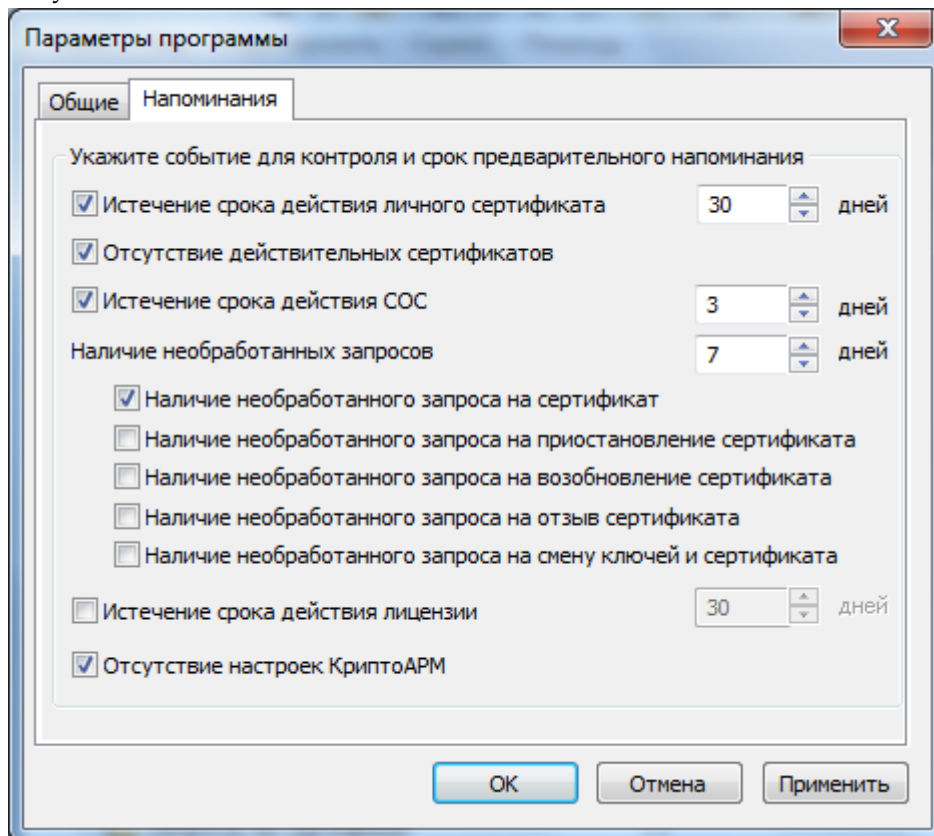 Параметры программы
Общие
Напоминания
Укажите событие для контроля и срок предварительного напоминания
Истечение срока действия личного сертификата 30 дней
Отсутствие действительных сертификатов
Истечение срока действия СОС 3 дней
Наличие необработанных запросов 7 дней
Наличие необработанного запроса на сертификат
Наличие необработанного запроса на приостановление сертификата
Наличие необработанного запроса на возобновление сертификата
Наличие необработанного запроса на отзыв сертификата
Наличие необработанного запроса на смену ключей и сертификата
Истечение срока действия лицензии 30 дней
Отсутствие настроек КриптоАРМ
ОК Отмена Применить